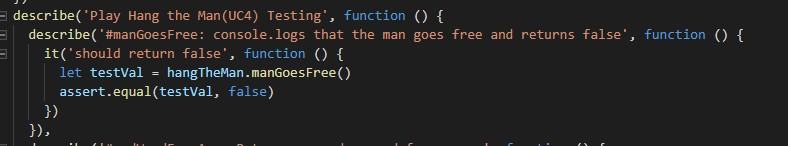 describe('Play Hang the Man(UC4) Testing', function () {
describe('#manGoesFree: console.logs that the man goes free and returns false', function () {
it('should return false', function () {
let testVal = hangTheMan.manGoesFree()
assert.equal(testVal, false)
})
}),